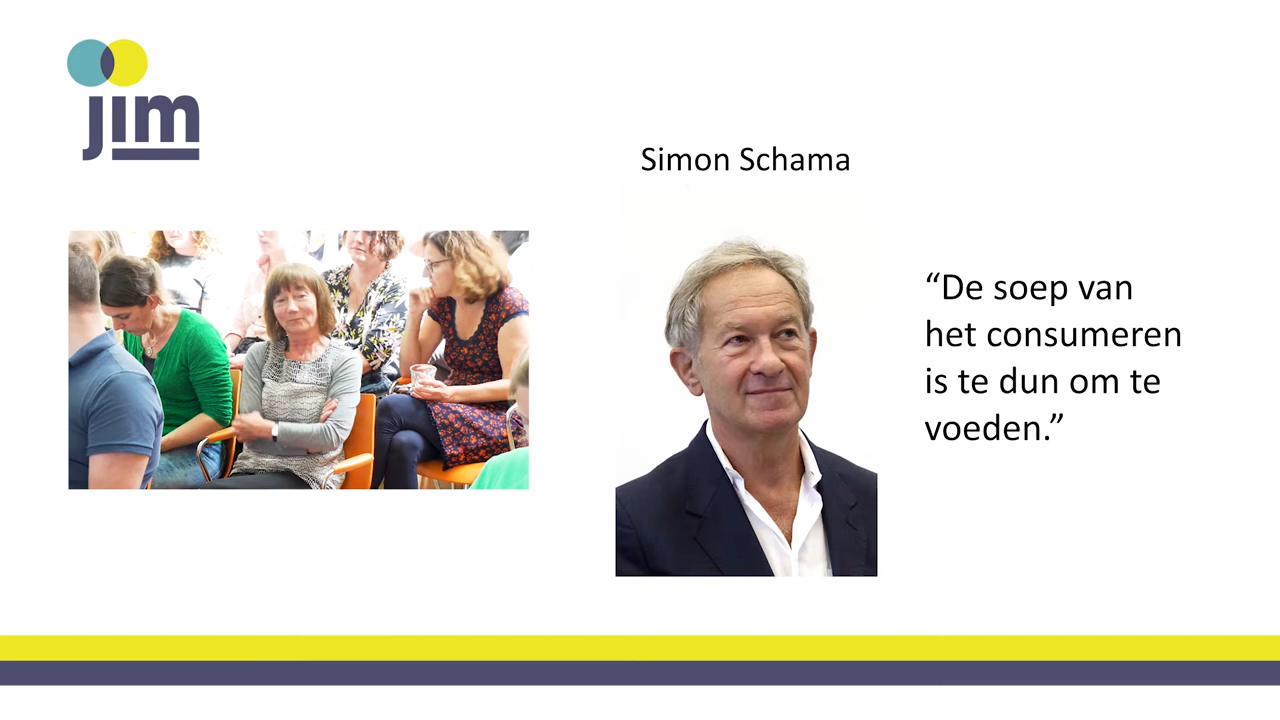 jim
Simon Schama
“De soep van
het consumeren
is te dun om te
voeden.”